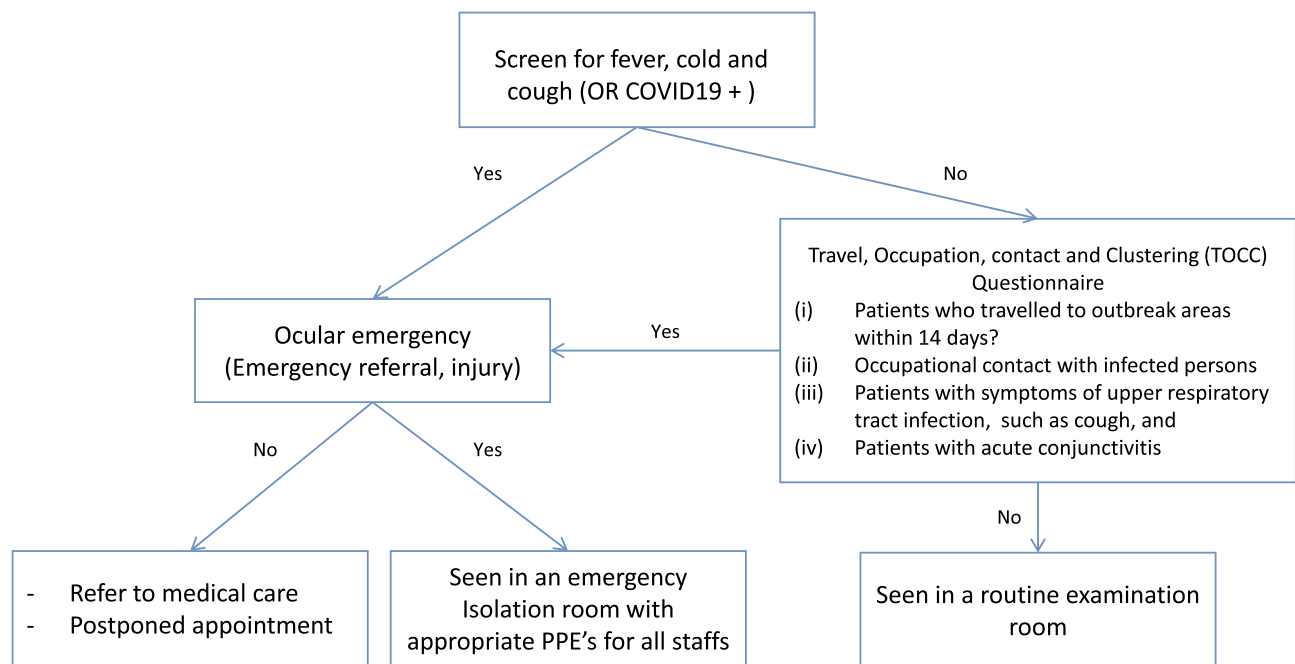 Screen for fever, cold and
cough (OR COVID19 + )
Yes
No
Travel, Occupation, contact and Clustering (TOCC)
Questionnaire
(i) Patients who travelled to outbreak areas
within 14 days?
(ii) Occupational contact with infected persons
(iii) Patients with symptoms of upper respiratory
tract infection, such as cough, and
(iv) Patients with acute conjunctivitis
Yes
Ocular emergency
(Emergency referral, injury)
No
Yes
No
- Refer to medical care
- Postponed appointment
Seen in an emergency
Isolation room with
appropriate PPE’s for all staffs
Seen in a routine examination
room